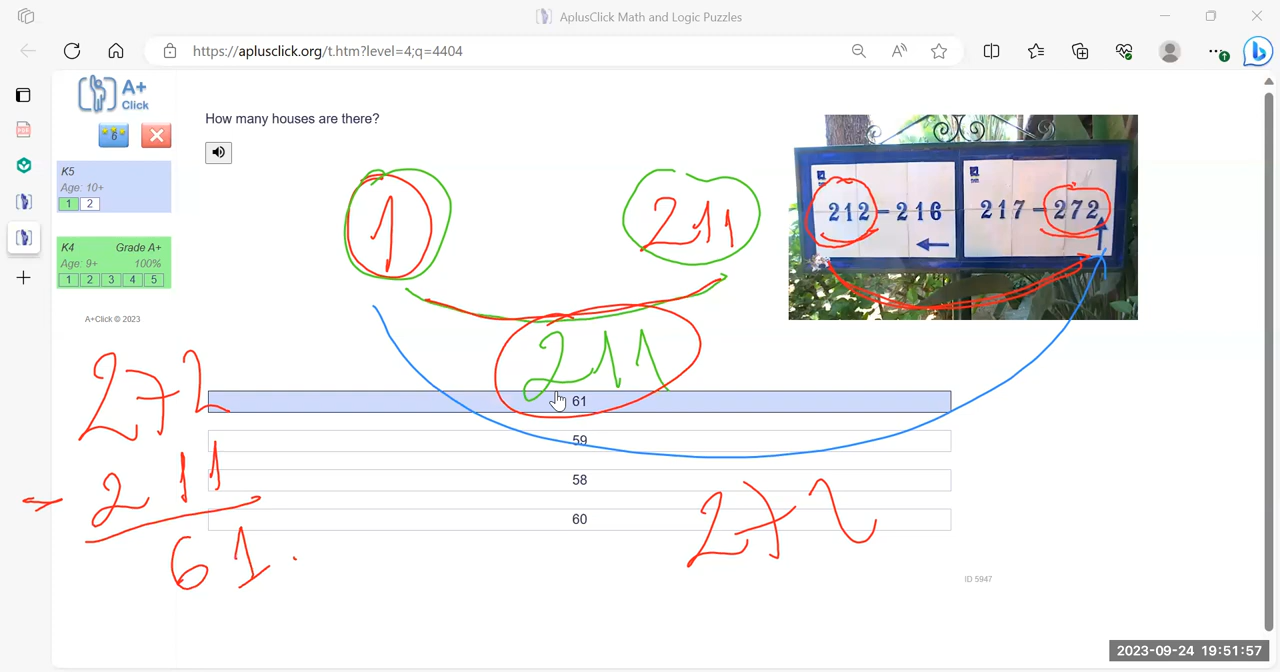 AplusClick Math and Logic Puzzles
https://aplusclick.org/t.htm?level=4;q=4404
A+
Click
6
K5
Age: 10+
1 2
K4 Grade A+
Age: 9+ 100%
1 2 3 4 5
A+Click © 2023
How many houses are there?
1
211
212-216
217-272
211
61
59
58
60
272
- 211
61.
272
ID 5947
2023-09-24 19:51:57